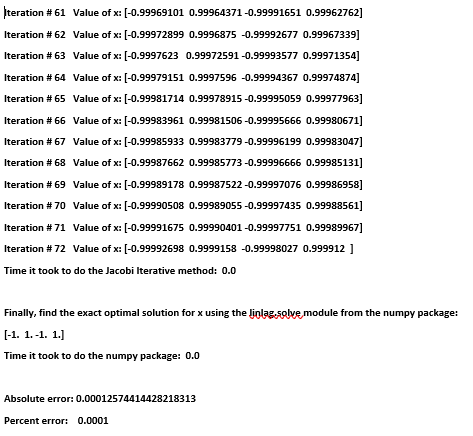 Iteration # 61 Value of x: [-0.99969101 0.99964371 -0.99991651 0.99962762]
Iteration # 62 Value of x: [-0.99972899 0.9996875 -0.99992677 0.99967339]
Iteration # 63 Value of x: [-0.9997623 0.99972591 -0.99993577 0.99971354]
Iteration # 64 Value of x: [-0.99979151 0.9997596 -0.99994367 0.99974874]
Iteration # 65 Value of x: [-0.99981714 0.99978915 -0.99995059 0.99977963]
Iteration # 66 Value of x: [-0.99983961 0.99981506 -0.99995666 0.99980671]
Iteration # 67 Value of x: [-0.99985933 0.99983779 -0.99996199 0.99983047]
Iteration # 68 Value of x: [-0.99987662 0.99985773 -0.99996666 0.99985131]
Iteration # 69 Value of x: [-0.99989178 0.99987522 -0.99997076 0.99986958]
Iteration # 70 Value of x: [-0.99990508 0.99989055 -0.99997435 0.99988561]
Iteration # 71 Value of x: [-0.99991675 0.99990401 -0.99997751 0.99989967]
Iteration # 72 Value of x: [-0.99992698 0.9999158 -0.99998027 0.999912 ]
Time it took to do the Jacobi Iterative method: 0.0
Finally, find the exact optimal solution for x using the linlag.solve module from the numpy package:
[-1. 1. -1. 1.]
Time it took to do the numpy package: 0.0
Absolute error: 0.00012574414428218313
Percent error: 0.0001